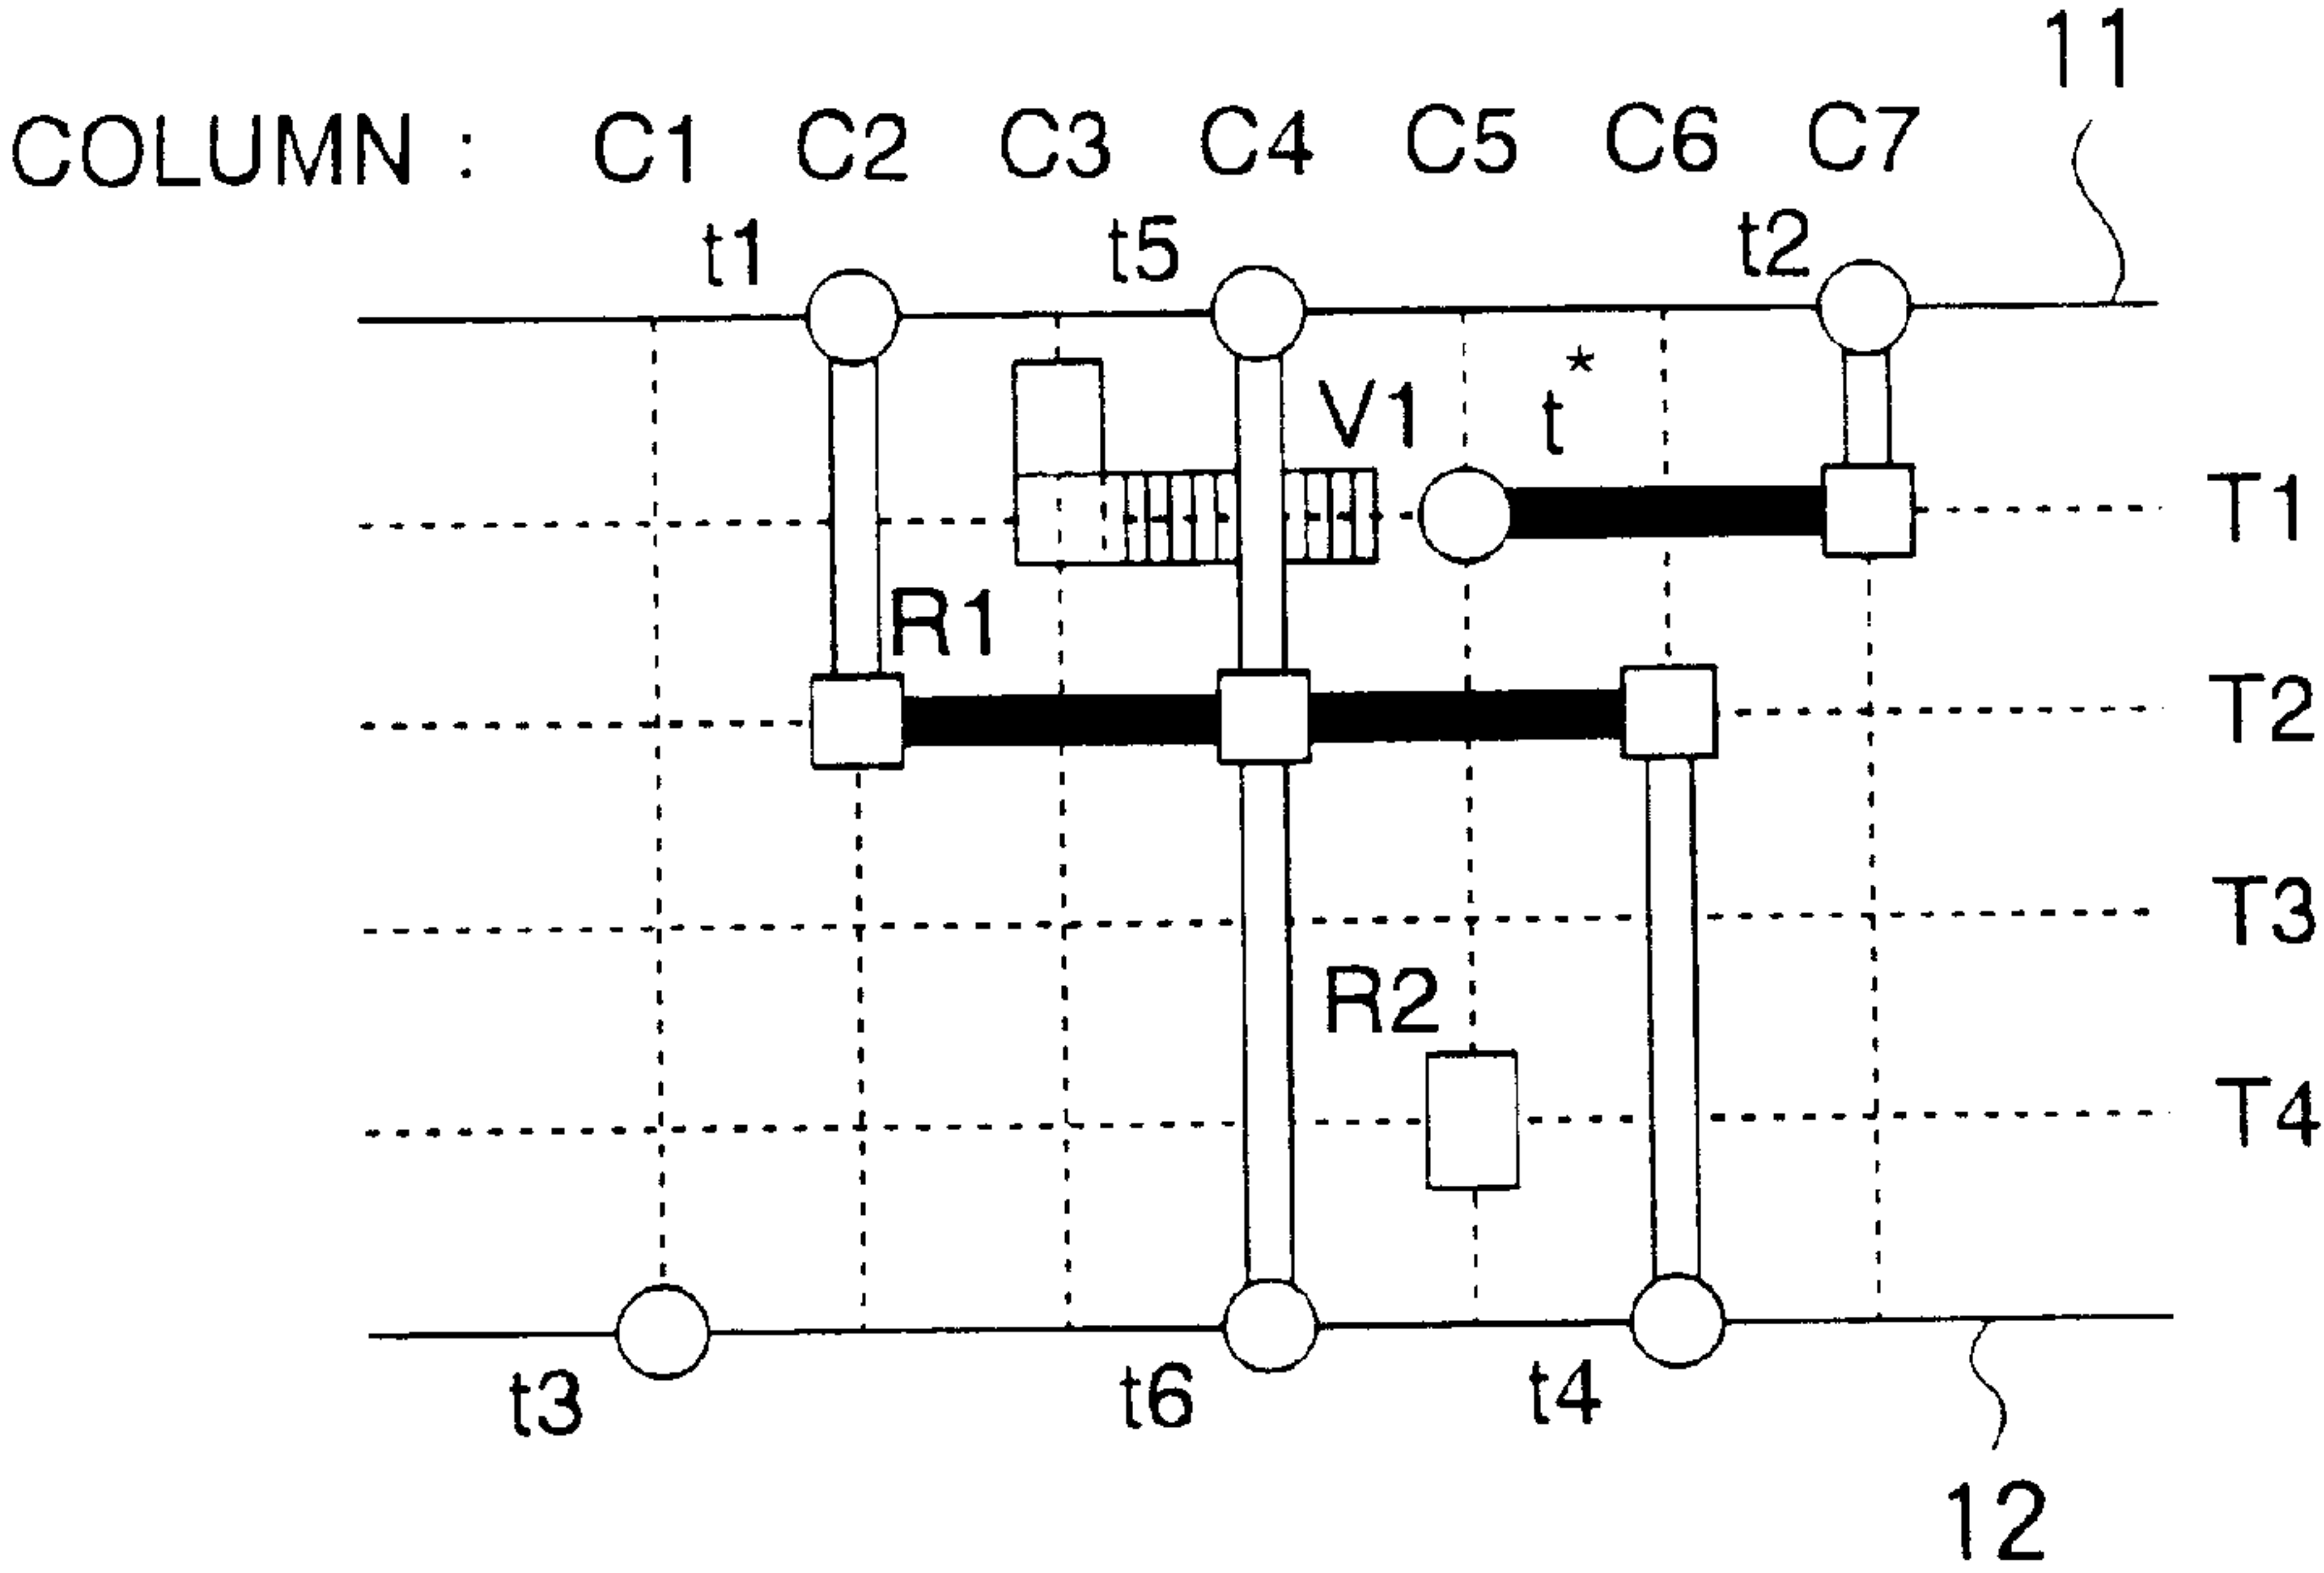 11
COLUMN : C1 C2 C3 C4 C5 C6 C7
t1 t5 t2
V1 t*
T1
R1
T2
T3
R2
T4
t3 t6 t4
12